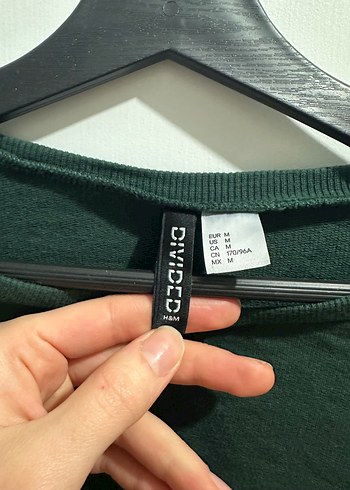 DIVIDED
H&M
EUR M
US M
CA M
CN 170/96A
MX M